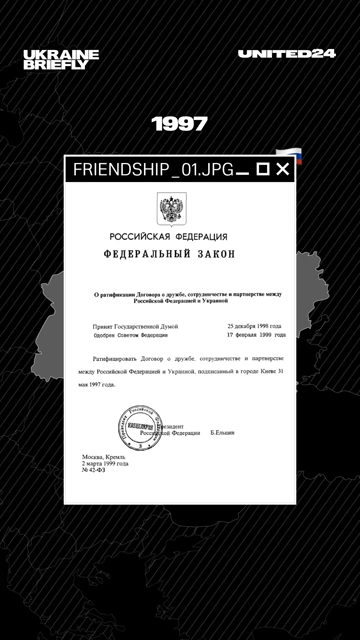 UKRAINE
BRIEFLY
UNITED24
1997
FRIENDSHIP_01.JPG
РОССИЙСКАЯ ФЕДЕРАЦИЯ
ФЕДЕРАЛЬНЫЙ ЗАКОН
О ратификации Договора о дружбе, сотрудничестве и партнерстве между
Российской Федерацией и Украиной
Принят Государственной Думой 25 декабря 1998 года
Одобрен Советом Федерации 17 февраля 1999 года
Ратифицировать Договор о дружбе, сотрудничестве и партнерстве
между Российской Федерацией и Украиной, подписанный в городе Киеве 31
мая 1997 года.
Президент
Российской Федерации Б.Ельцин
КАНЦЕЛЯРИЯ
Москва, Кремль
2 марта 1999 года
№ 42-ФЗ